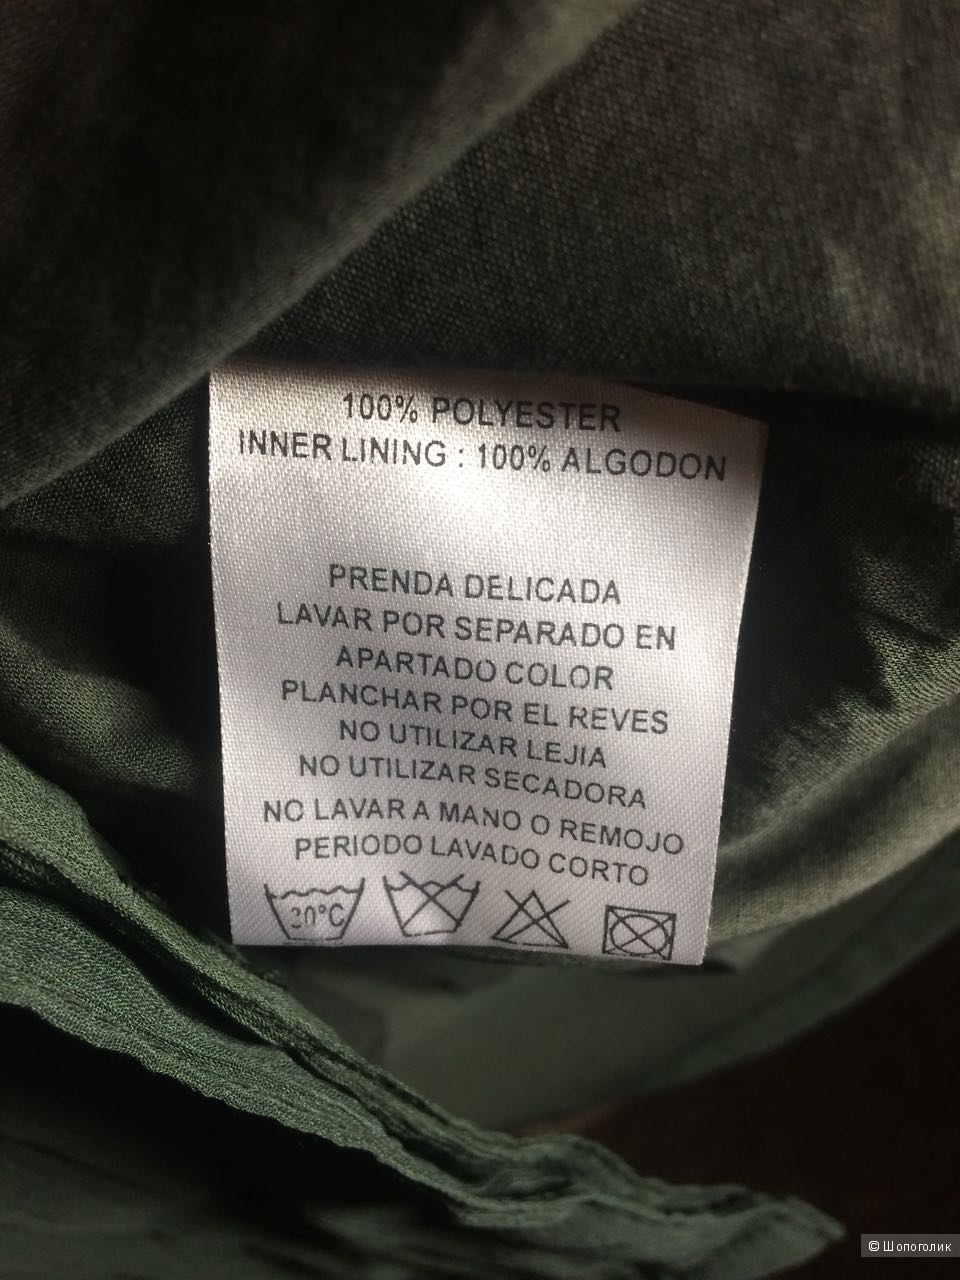 100% POLYESTER
INNER LINING : 100% ALGODON
PRENDA DELICADA
LAVAR POR SEPARADO EN
APARTADO COLOR
PLANCHAR POR EL REVES
NO UTILIZAR LEJIA
NO UTILIZAR SECADORA
NO LAVAR A MANO O REMOJO
PERIODO LAVADO CORTO
30°C
© Шопоголик